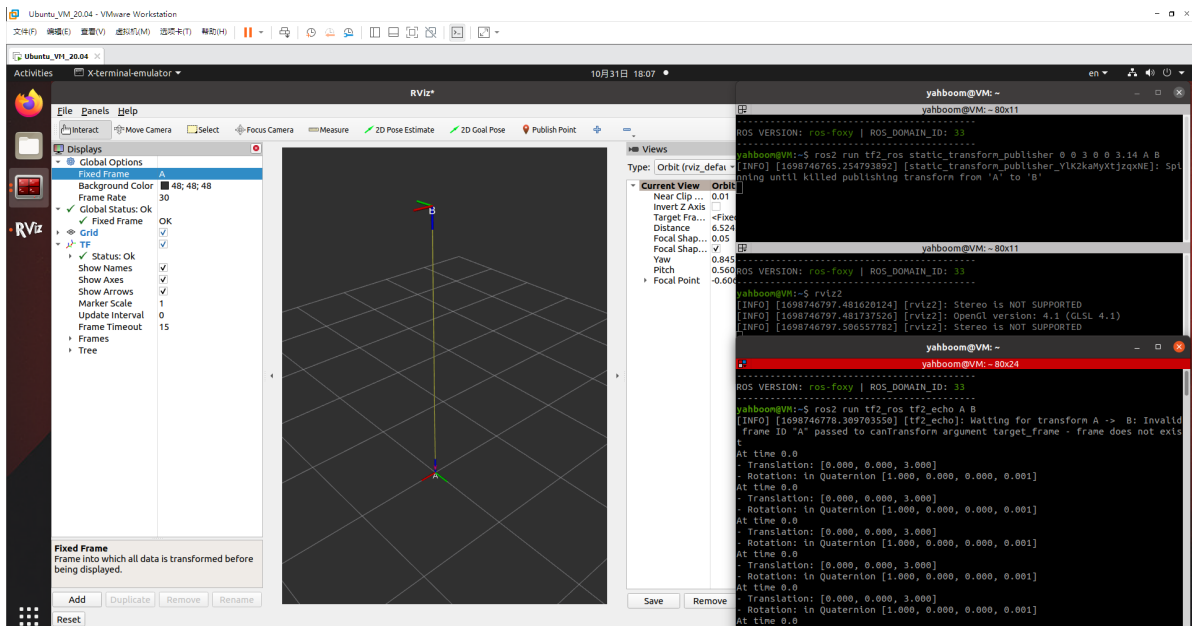 Ubuntu_VM_20.04 - VMware Workstation
文件(F) 编辑(E) 查看(V) 虚拟机(M) 选项卡(T) 帮助(H)
Ubuntu_VM_20.04
Activities X-terminal-emulator 10月31日 18:07 en
RViz*
File Panels Help
Interact Move Camera Select Focus Camera Measure 2D Pose Estimate 2D Goal Pose Publish Point
Displays
Global Options
Fixed Frame A
Background Color 48; 48; 48
Frame Rate 30
Global Status: Ok
Fixed Frame OK
Grid
TF
Status: Ok
Show Names
Show Axes
Show Arrows
Marker Scale 1
Update Interval 0
Frame Timeout 15
Frames
Tree
Fixed Frame
Frame into which all data is transformed before
being displayed.
Add Duplicate Remove Rename
Reset
RViz
B
A
Views
Type: Orbit (rviz_defau
Current View Orbit
Near Clip ... 0.01
Invert Z Axis
Target Fra... <Fixe
Distance 6.524
Focal Shap... 0.05
Focal Shap...
Yaw 0.845
Pitch 0.560
Focal Point -0.606
Save Remove
yahboom@VM: ~
yahboom@VM: ~ 80x11
ROS VERSION: ros-foxy | ROS_DOMAIN_ID: 33
yahboom@VM:~$ ros2 run tf2_ros static_transform_publisher 0 0 3 0 0 3.14 A B
[INFO] [1698746765.254793892] [static_transform_publisher_YlK2kaMyXtjzqxNE]: Spi
nning until killed publishing transform from 'A' to 'B'
yahboom@VM: ~ 80x11
ROS VERSION: ros-foxy | ROS_DOMAIN_ID: 33
yahboom@VM:~$ rviz2
[INFO] [1698746797.481620124] [rviz2]: Stereo is NOT SUPPORTED
[INFO] [1698746797.481737526] [rviz2]: OpenGl version: 4.1 (GLSL 4.1)
[INFO] [1698746797.506557782] [rviz2]: Stereo is NOT SUPPORTED
yahboom@VM: ~
yahboom@VM: ~ 80x24
ROS VERSION: ros-foxy | ROS_DOMAIN_ID: 33
yahboom@VM:~$ ros2 run tf2_ros tf2_echo A B
[INFO] [1698746778.309703550] [tf2_echo]: Waiting for transform A -> B: Invalid
frame ID "A" passed to canTransform argument target_frame - frame does not exis
t
At time 0.0
- Translation: [0.000, 0.000, 3.000]
- Rotation: in Quaternion [1.000, 0.000, 0.000, 0.001]
At time 0.0
- Translation: [0.000, 0.000, 3.000]
- Rotation: in Quaternion [1.000, 0.000, 0.000, 0.001]
At time 0.0
- Translation: [0.000, 0.000, 3.000]
- Rotation: in Quaternion [1.000, 0.000, 0.000, 0.001]
At time 0.0
- Translation: [0.000, 0.000, 3.000]
- Rotation: in Quaternion [1.000, 0.000, 0.000, 0.001]
At time 0.0
- Translation: [0.000, 0.000, 3.000]
- Rotation: in Quaternion [1.000, 0.000, 0.000, 0.001]
At time 0.0